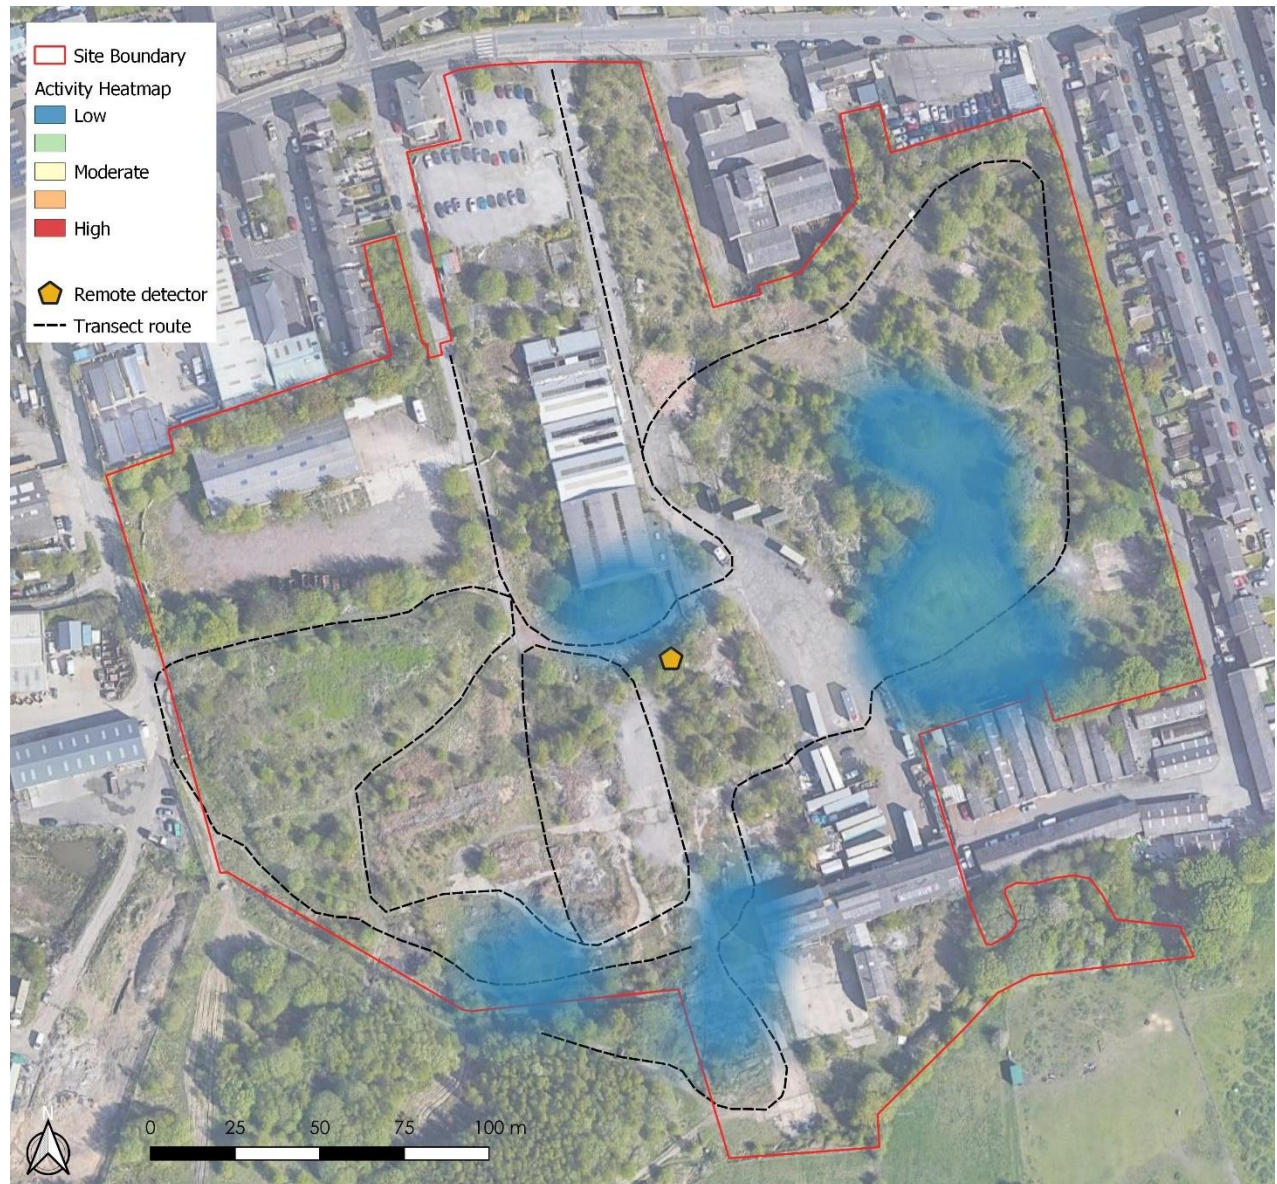 Site Boundary
Activity Heatmap
Low
Moderate
High
Remote detector
Transect route
N
0 25 50 75 100 m